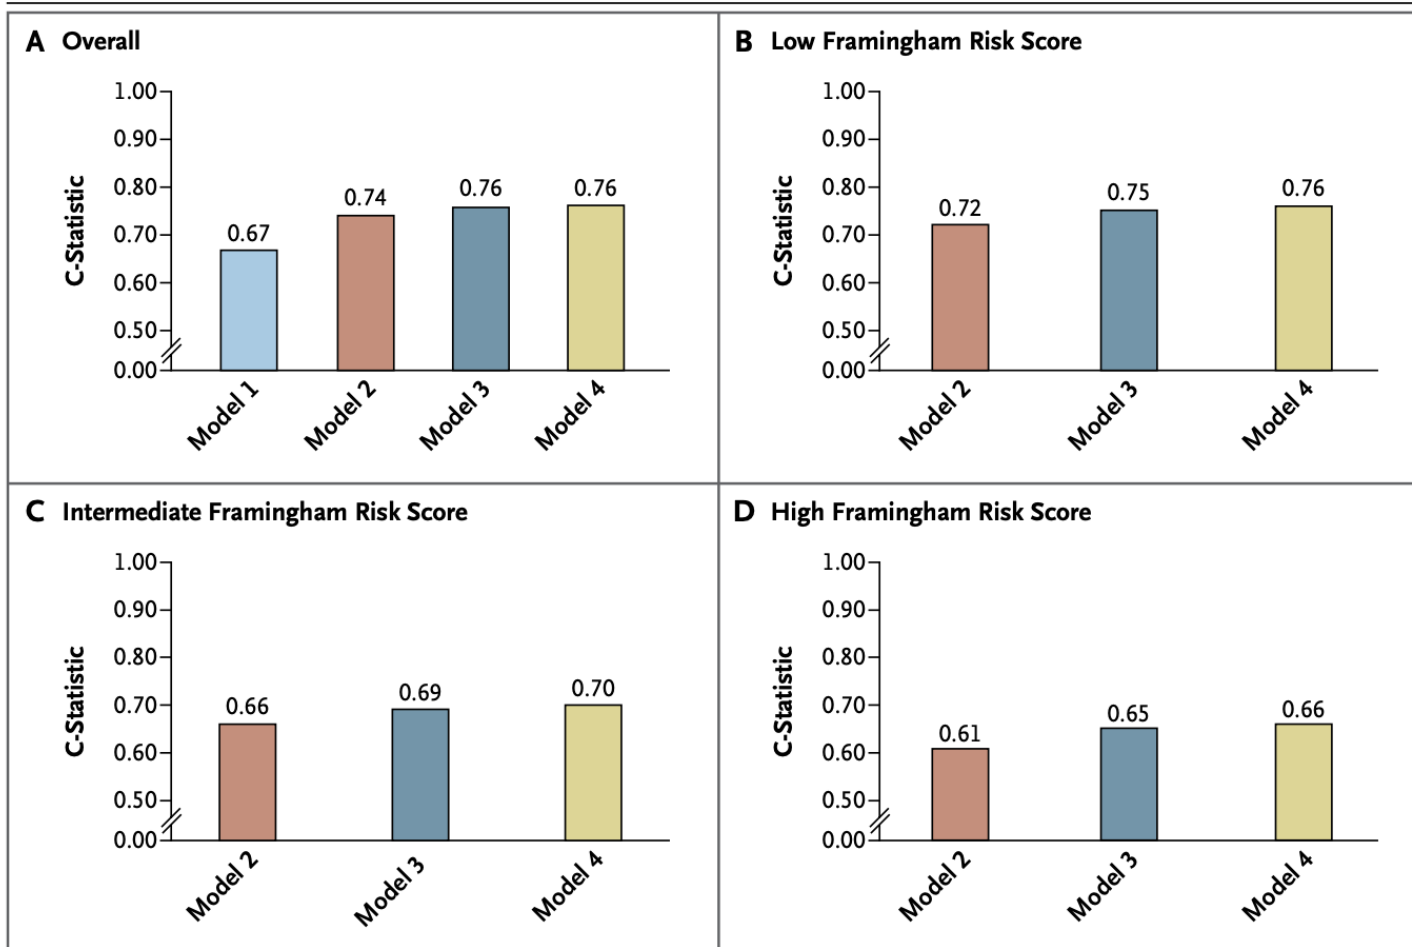 A Overall
1.00
0.90
0.80
0.70
0.60
0.50
0.00
C-Statistic
0.67
0.74
0.76
0.76
Model 1
Model 2
Model 3
Model 4
B Low Framingham Risk Score
1.00
0.90
0.80
0.70
0.60
0.50
0.00
C-Statistic
0.72
0.75
0.76
Model 2
Model 3
Model 4
C Intermediate Framingham Risk Score
1.00
0.90
0.80
0.70
0.60
0.50
0.00
C-Statistic
0.66
0.69
0.70
Model 2
Model 3
Model 4
D High Framingham Risk Score
1.00
0.90
0.80
0.70
0.60
0.50
0.00
C-Statistic
0.61
0.65
0.66
Model 2
Model 3
Model 4